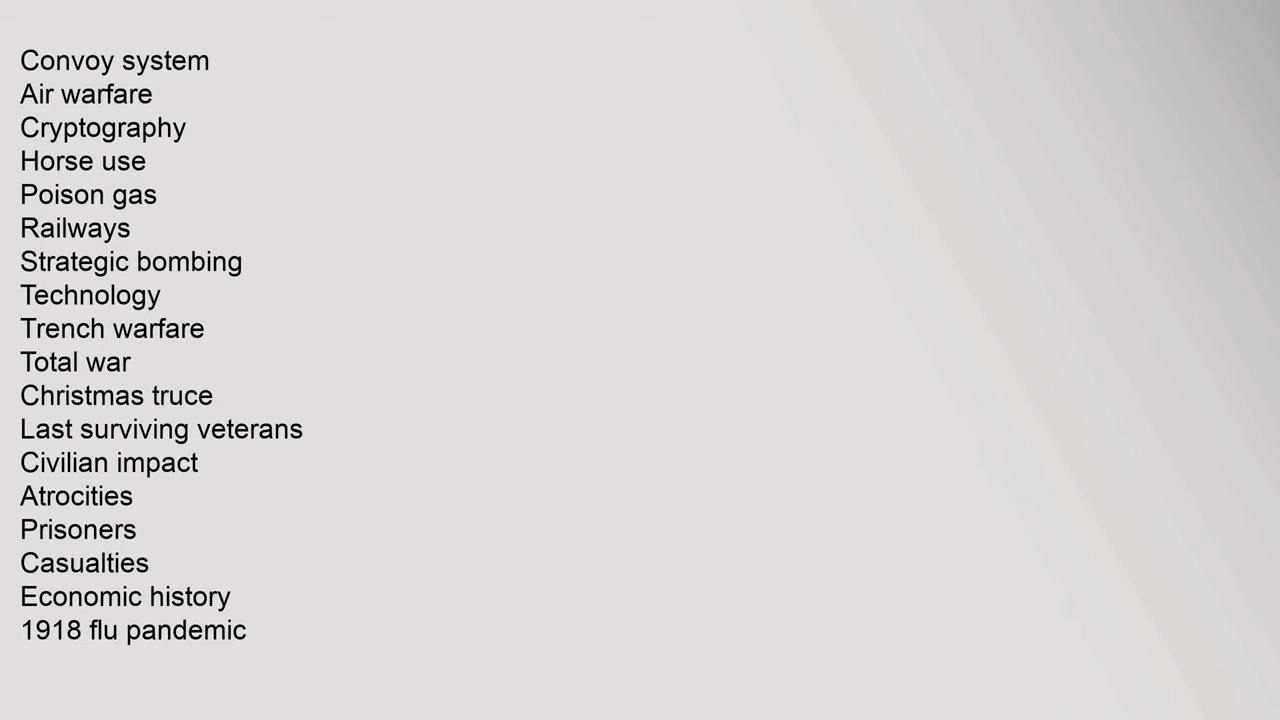 Convoy system
Air warfare
Cryptography
Horse use
Poison gas
Railways
Strategic bombing
Technology
Trench warfare
Total war
Christmas truce
Last surviving veterans
Civilian impact
Atrocities
Prisoners
Casualties
Economic history
1918 flu pandemic